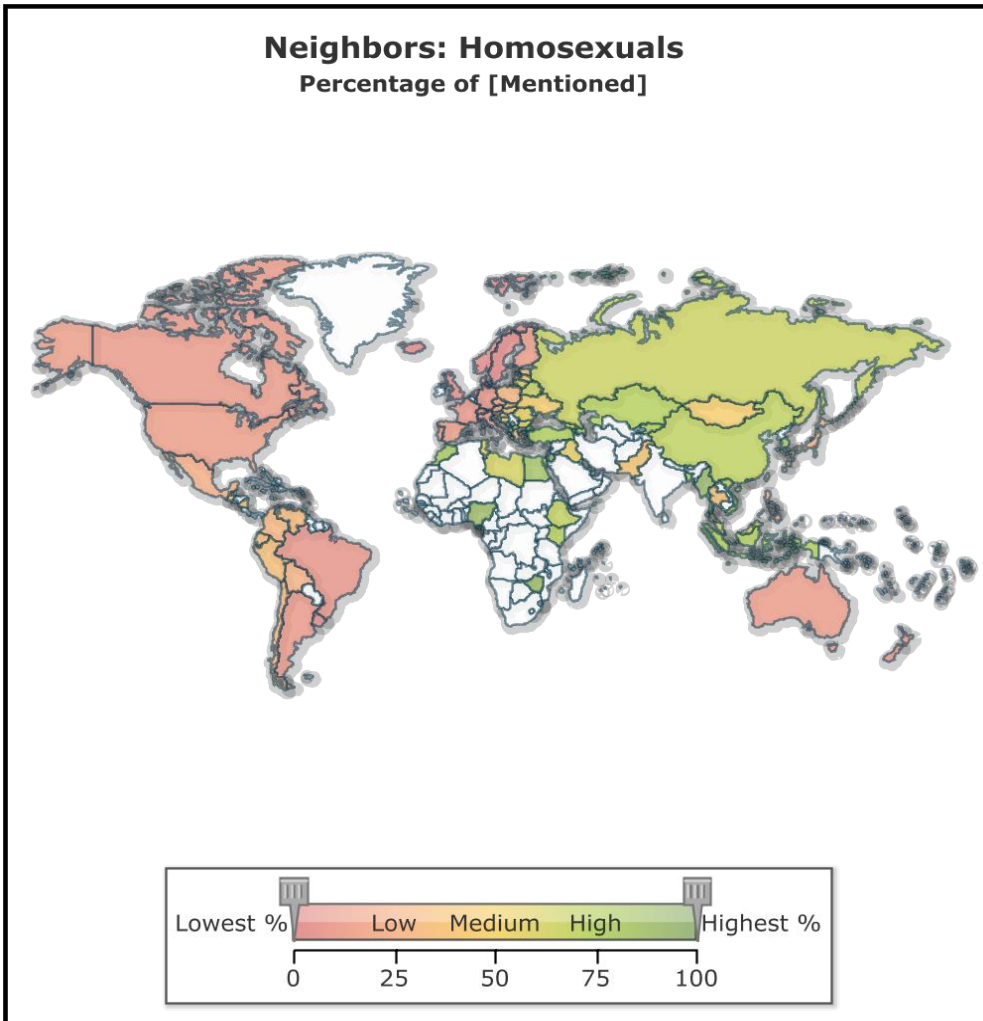 Neighbors: Homosexuals
Percentage of [Mentioned]
Lowest % Low Medium High Highest %
0 25 50 75 100